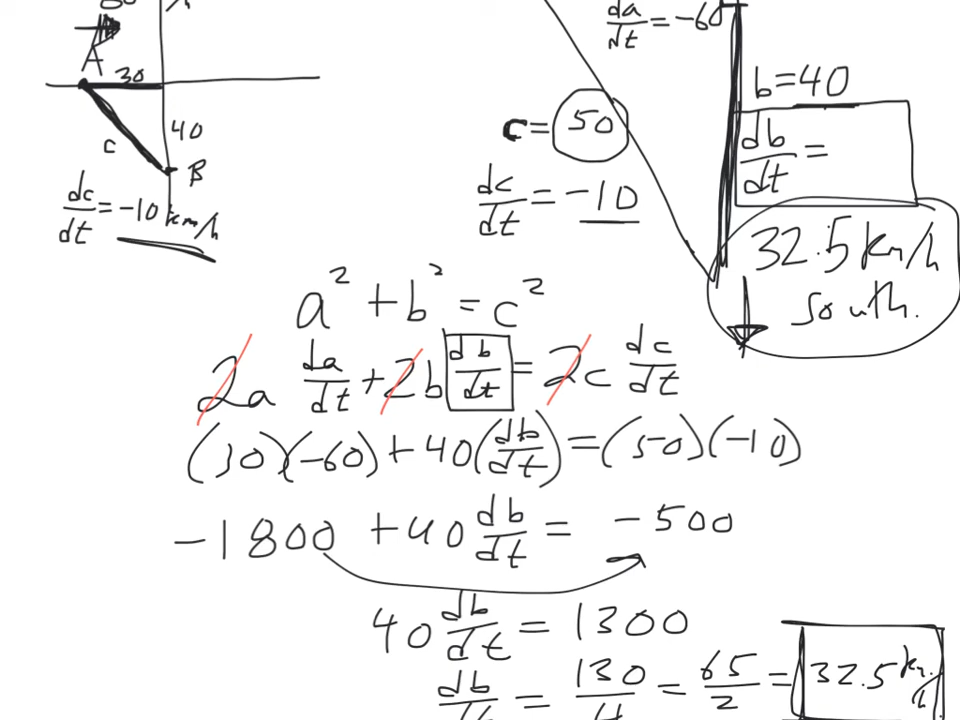 A
30
c
40
B
dc/dt = -10 km/h
da/dt = -60
c = 50
dc/dt = -10
b = 40
db/dt =
32.5 km/h
south.
a² + b² = c²
2a da/dt + 2b db/dt = 2c dc/dt
(30)(-60) + 40(db/dt) = (50)(-10)
-1800 + 40 db/dt = -500
40 db/dt = 1300
db/dt = 130/4 = 65/2 = 32.5 km/h